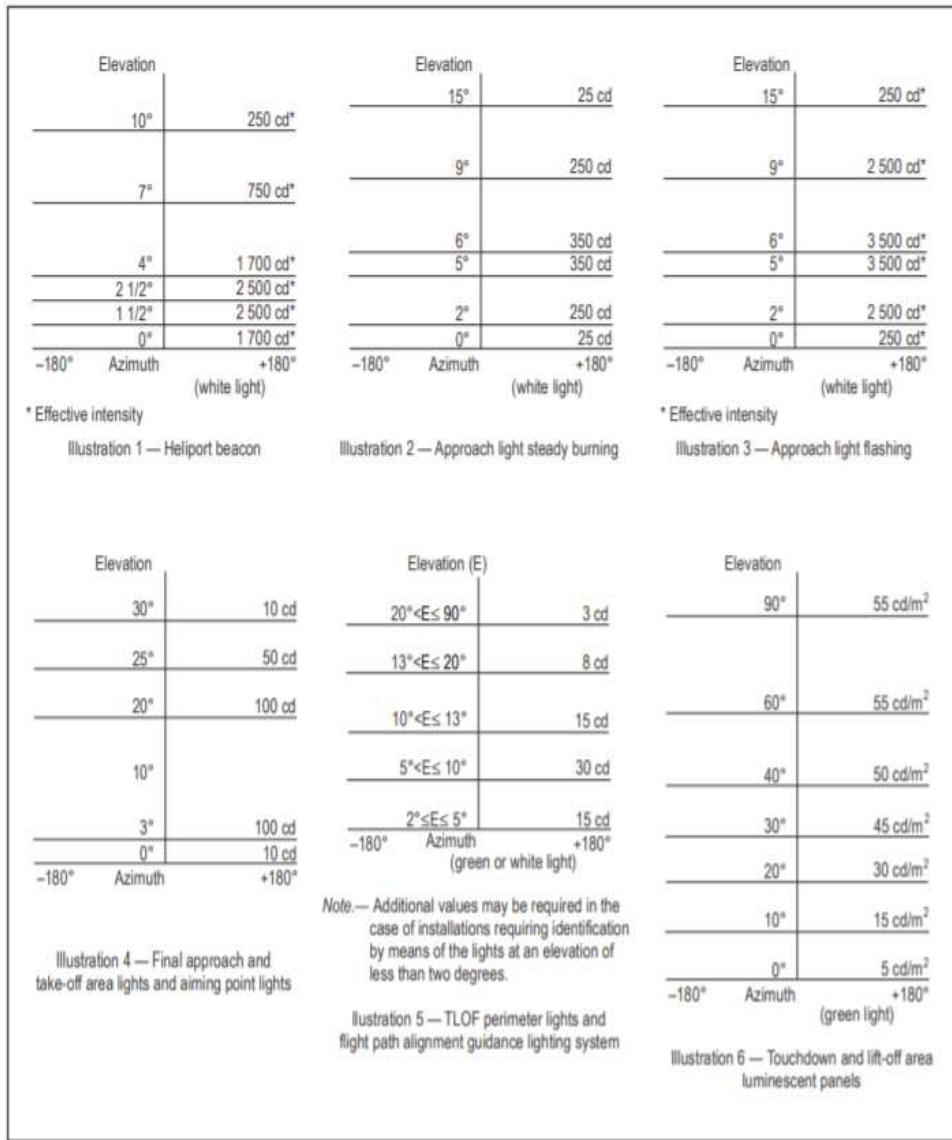 Elevation
10° 250 cd*
7° 750 cd*
4° 1 700 cd*
2 1/2° 2 500 cd*
1 1/2° 2 500 cd*
0° 1 700 cd*
–180° Azimuth +180°
(white light)
* Effective intensity
Illustration 1 — Heliport beacon
Elevation
15° 25 cd
9° 250 cd
6° 350 cd
5° 350 cd
2° 250 cd
0° 25 cd
–180° Azimuth +180°
(white light)
Illustration 2 — Approach light steady burning
Elevation
15° 250 cd*
9° 2 500 cd*
6° 3 500 cd*
5° 3 500 cd*
2° 2 500 cd*
0° 250 cd*
–180° Azimuth +180°
(white light)
* Effective intensity
Illustration 3 — Approach light flashing
Elevation
30° 10 cd
25° 50 cd
20° 100 cd
10°
3° 100 cd
0° 10 cd
–180° Azimuth +180°
Illustration 4 — Final approach and
take-off area lights and aiming point lights
Elevation (E)
20°<E≤ 90° 3 cd
13°<E≤ 20° 8 cd
10°<E≤ 13° 15 cd
5°<E≤ 10° 30 cd
2°≤E≤ 5° 15 cd
–180° Azimuth +180°
(green or white light)
Note.— Additional values may be required in the
case of installations requiring identification
by means of the lights at an elevation of
less than two degrees.
Illustration 5 — TLOF perimeter lights and
flight path alignment guidance lighting system
Elevation
90° 55 cd/m²
60° 55 cd/m²
40° 50 cd/m²
30° 45 cd/m²
20° 30 cd/m²
10° 15 cd/m²
0° 5 cd/m²
–180° Azimuth +180°
(green light)
Illustration 6 — Touchdown and lift-off area
luminescent panels